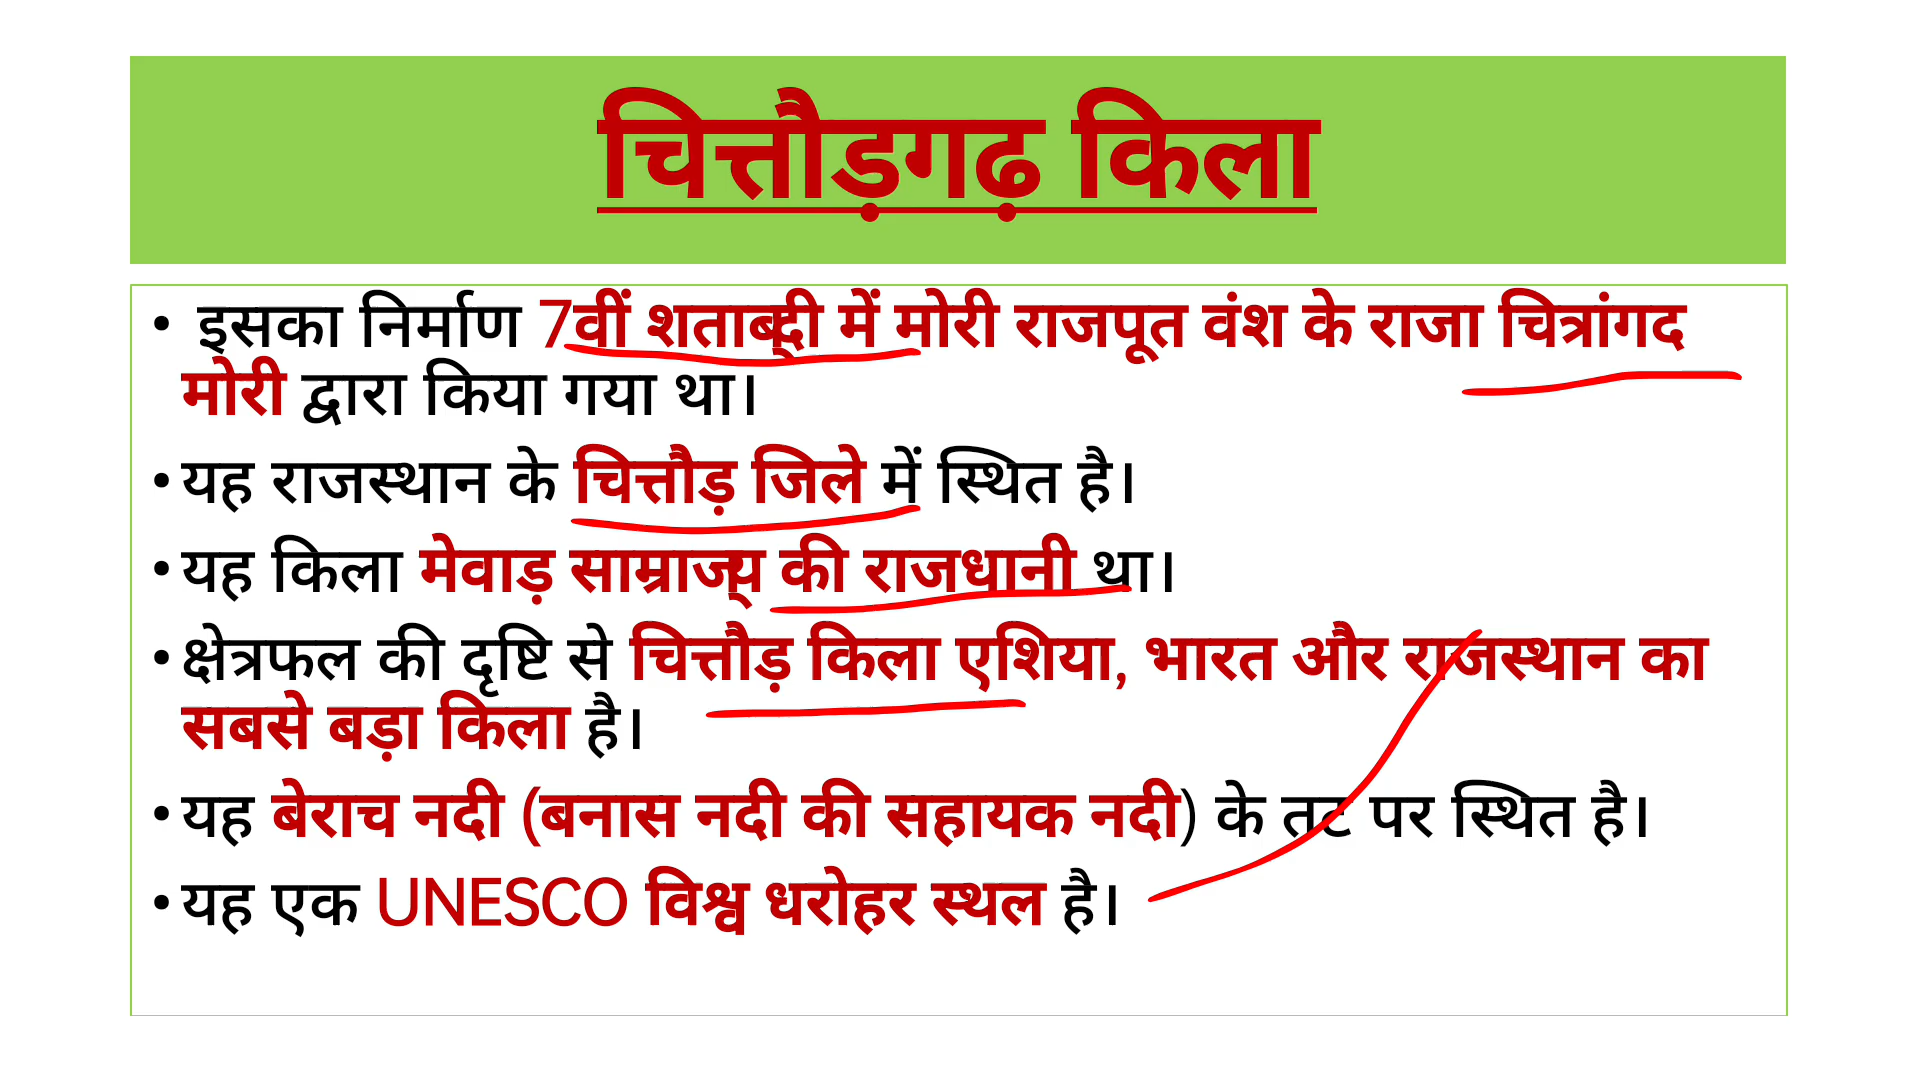 चित्तौड़गढ़ किला
• इसका निर्माण 7वीं शताब्दी में मोरी राजपूत वंश के राजा चित्रांगद
मोरी द्वारा किया गया था।
• यह राजस्थान के चित्तौड़ जिले में स्थित है।
• यह किला मेवाड़ साम्राज्य की राजधानी था।
• क्षेत्रफल की दृष्टि से चित्तौड़ किला एशिया, भारत और राजस्थान का
सबसे बड़ा किला है।
• यह बेराच नदी (बनास नदी की सहायक नदी) के तट पर स्थित है।
• यह एक UNESCO विश्व धरोहर स्थल है।